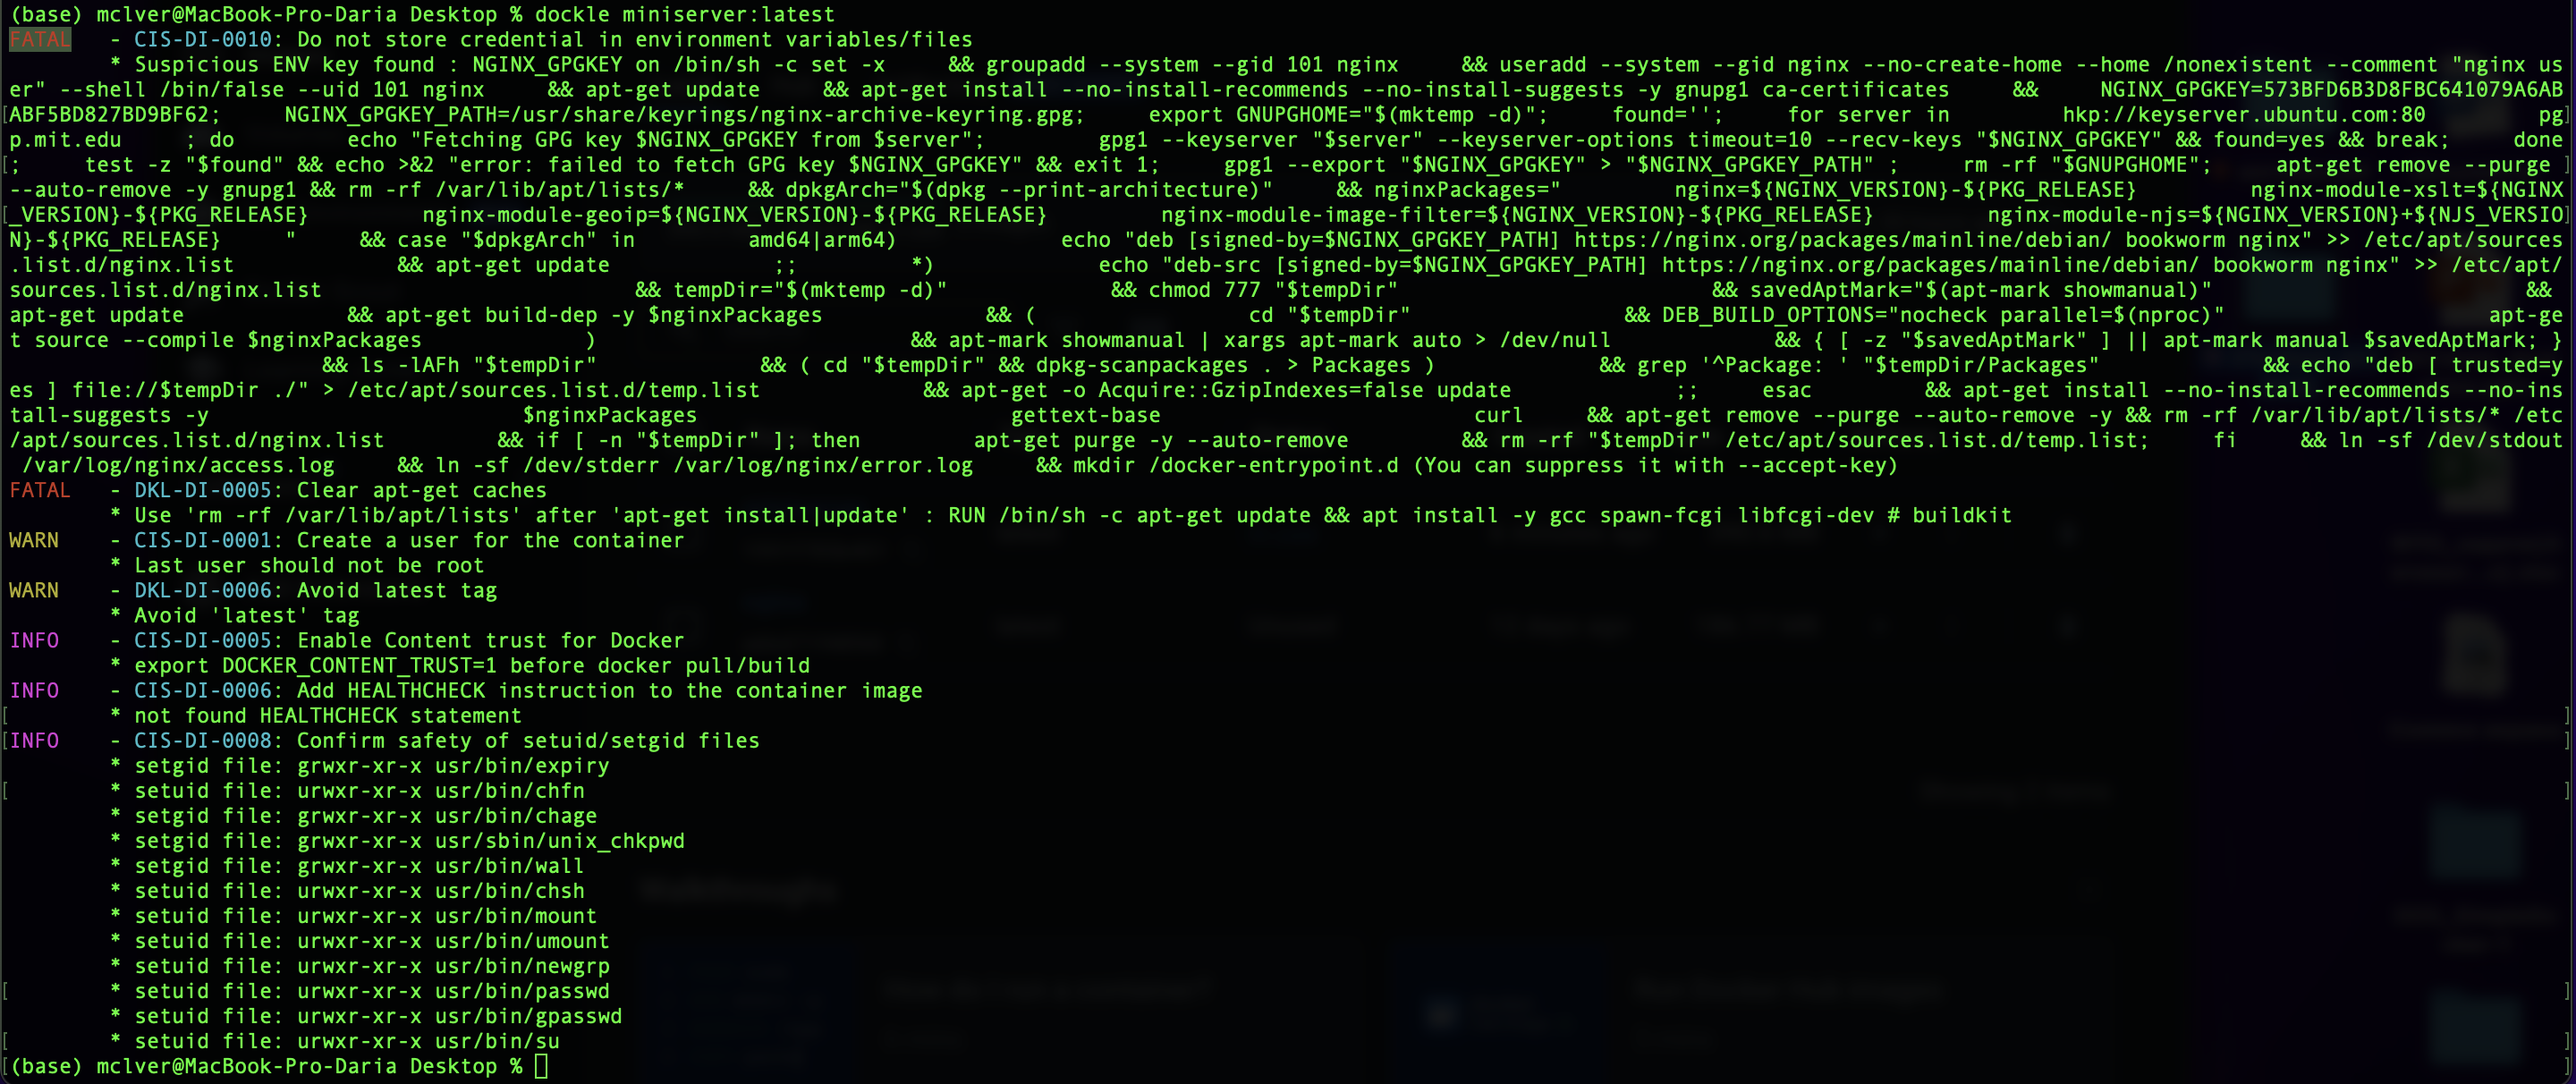 (base) mclver@MacBook-Pro-Daria Desktop % dockle miniserver:latest
FATAL   - CIS-DI-0010: Do not store credential in environment variables/files
        * Suspicious ENV key found : NGINX_GPGKEY on /bin/sh -c set -x     && groupadd --system --gid 101 nginx     && useradd --system --gid nginx --no-create-home --home /nonexistent --comment "nginx us
er" --shell /bin/false --uid 101 nginx     && apt-get update     && apt-get install --no-install-recommends --no-install-suggests -y gnupg1 ca-certificates     &&     NGINX_GPGKEY=573BFD6B3D8FBC641079A6AB
ABF5BD827BD9BF62;     NGINX_GPGKEY_PATH=/usr/share/keyrings/nginx-archive-keyring.gpg;     export GNUPGHOME="$(mktemp -d)";     found='';     for server in         hkp://keyserver.ubuntu.com:80     pg
p.mit.edu     ; do         echo "Fetching GPG key $NGINX_GPGKEY from $server";         gpg1 --keyserver "$server" --keyserver-options timeout=10 --recv-keys "$NGINX_GPGKEY" && found=yes && break;     done
;     test -z "$found" && echo >&2 "error: failed to fetch GPG key $NGINX_GPGKEY" && exit 1;     gpg1 --export "$NGINX_GPGKEY" > "$NGINX_GPGKEY_PATH" ;     rm -rf "$GNUPGHOME";     apt-get remove --purge
--auto-remove -y gnupg1 && rm -rf /var/lib/apt/lists/*     && dpkgArch="$(dpkg --print-architecture)"     && nginxPackages="         nginx=${NGINX_VERSION}-${PKG_RELEASE}         nginx-module-xslt=${NGINX
_VERSION}-${PKG_RELEASE}         nginx-module-geoip=${NGINX_VERSION}-${PKG_RELEASE}         nginx-module-image-filter=${NGINX_VERSION}-${PKG_RELEASE}         nginx-module-njs=${NGINX_VERSION}+${NJS_VERSIO
N}-${PKG_RELEASE}     "     && case "$dpkgArch" in         amd64|arm64)             echo "deb [signed-by=$NGINX_GPGKEY_PATH] https://nginx.org/packages/mainline/debian/ bookworm nginx" >> /etc/apt/sources
.list.d/nginx.list             && apt-get update             ;;         *)             echo "deb-src [signed-by=$NGINX_GPGKEY_PATH] https://nginx.org/packages/mainline/debian/ bookworm nginx" >> /etc/apt/
sources.list.d/nginx.list                         && tempDir="$(mktemp -d)"             && chmod 777 "$tempDir"                         && savedAptMark="$(apt-mark showmanual)"                         &&
apt-get update             && apt-get build-dep -y $nginxPackages             && (                 cd "$tempDir"                 && DEB_BUILD_OPTIONS="nocheck parallel=$(nproc)"                     apt-ge
t source --compile $nginxPackages             )                         && apt-mark showmanual | xargs apt-mark auto > /dev/null             && { [ -z "$savedAptMark" ] || apt-mark manual $savedAptMark; }
                         && ls -lAFh "$tempDir"             && ( cd "$tempDir" && dpkg-scanpackages . > Packages )             && grep '^Package: ' "$tempDir/Packages"             && echo "deb [ trusted=y
es ] file://$tempDir ./" > /etc/apt/sources.list.d/temp.list             && apt-get -o Acquire::GzipIndexes=false update             ;;     esac         && apt-get install --no-install-recommends --no-ins
tall-suggests -y                         $nginxPackages                         gettext-base                         curl     && apt-get remove --purge --auto-remove -y && rm -rf /var/lib/apt/lists/* /etc
/apt/sources.list.d/nginx.list         && if [ -n "$tempDir" ]; then         apt-get purge -y --auto-remove         && rm -rf "$tempDir" /etc/apt/sources.list.d/temp.list;     fi     && ln -sf /dev/stdout
 /var/log/nginx/access.log     && ln -sf /dev/stderr /var/log/nginx/error.log     && mkdir /docker-entrypoint.d (You can suppress it with --accept-key)
FATAL   - DKL-DI-0005: Clear apt-get caches
        * Use 'rm -rf /var/lib/apt/lists' after 'apt-get install|update' : RUN /bin/sh -c apt-get update && apt install -y gcc spawn-fcgi libfcgi-dev # buildkit
WARN    - CIS-DI-0001: Create a user for the container
        * Last user should not be root
WARN    - DKL-DI-0006: Avoid latest tag
        * Avoid 'latest' tag
INFO    - CIS-DI-0005: Enable Content trust for Docker
        * export DOCKER_CONTENT_TRUST=1 before docker pull/build
INFO    - CIS-DI-0006: Add HEALTHCHECK instruction to the container image
        * not found HEALTHCHECK statement
INFO    - CIS-DI-0008: Confirm safety of setuid/setgid files
        * setgid file: grwxr-xr-x usr/bin/expiry
        * setuid file: urwxr-xr-x usr/bin/chfn
        * setgid file: grwxr-xr-x usr/bin/chage
        * setgid file: grwxr-xr-x usr/sbin/unix_chkpwd
        * setgid file: grwxr-xr-x usr/bin/wall
        * setuid file: urwxr-xr-x usr/bin/chsh
        * setuid file: urwxr-xr-x usr/bin/mount
        * setuid file: urwxr-xr-x usr/bin/umount
        * setuid file: urwxr-xr-x usr/bin/newgrp
        * setuid file: urwxr-xr-x usr/bin/passwd
        * setuid file: urwxr-xr-x usr/bin/gpasswd
        * setuid file: urwxr-xr-x usr/bin/su
(base) mclver@MacBook-Pro-Daria Desktop %